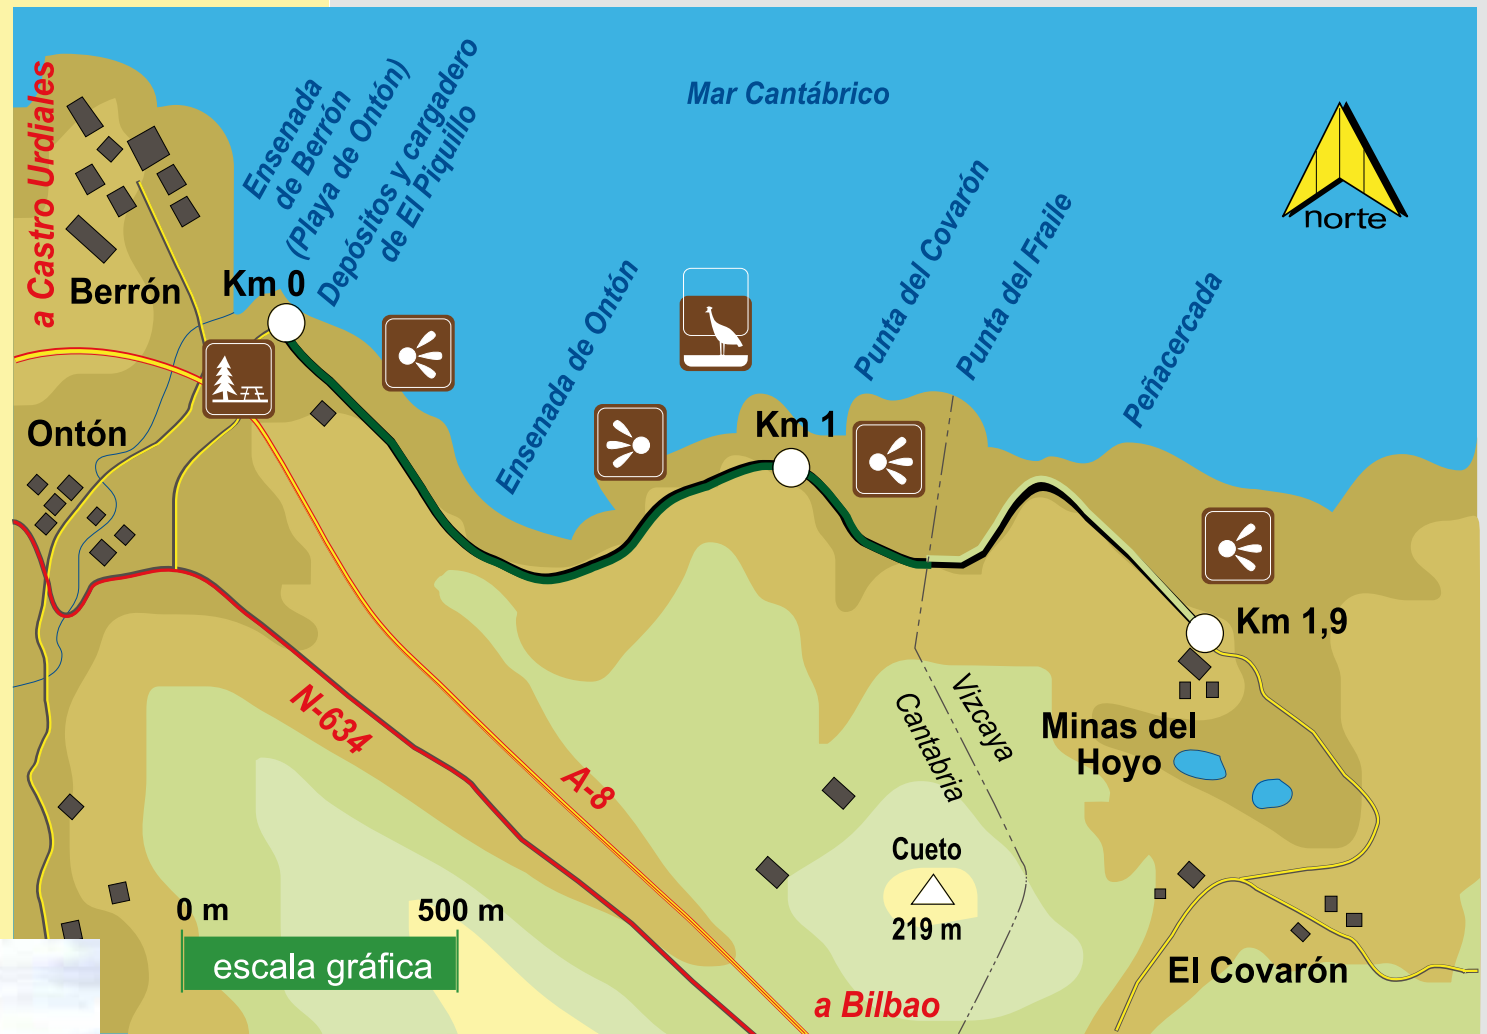 Mar Cantábrico
norte
a Castro Urdiales
Ensenada
de Berrón
(Playa de Ontón)
Depósitos y cargadero
de El Piquillo
Ensenada de Ontón
Punta del Covarón
Punta del Fraile
Peñacercada
Berrón
Km 0
Ontón
Km 1
Km 1,9
N-634
A-8
Vizcaya
Cantabria
Minas del
Hoyo
Cueto
219 m
El Covarón
0 m
500 m
escala gráfica
a Bilbao